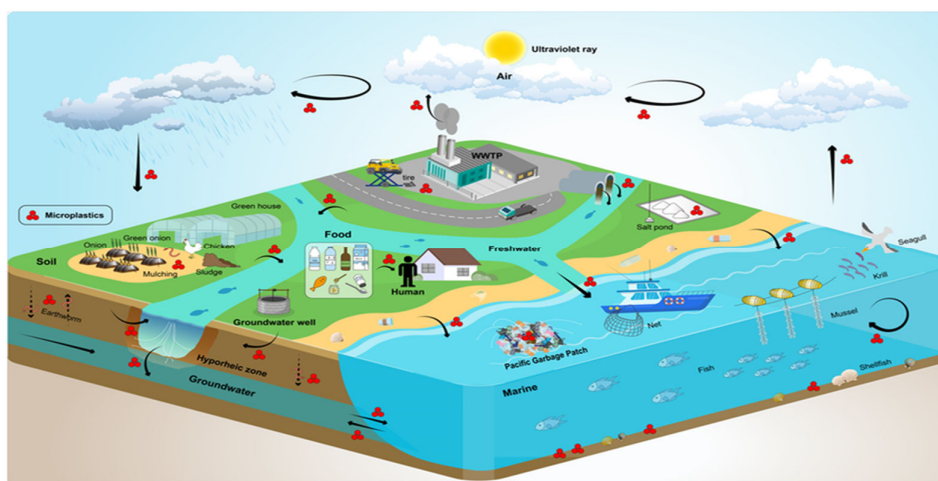 Ultraviolet ray
Air
WWTP
tire
Microplastics
Green house
Salt pond
Food
Green onion
Onion
Chicken
Freshwater
Seagull
Soil
Mulching
Sludge
Krill
Human
Earthworm
Groundwater well
Net
Mussel
Hyporheic zone
Pacific Garbage Patch
Fish
Shellfish
Groundwater
Marine